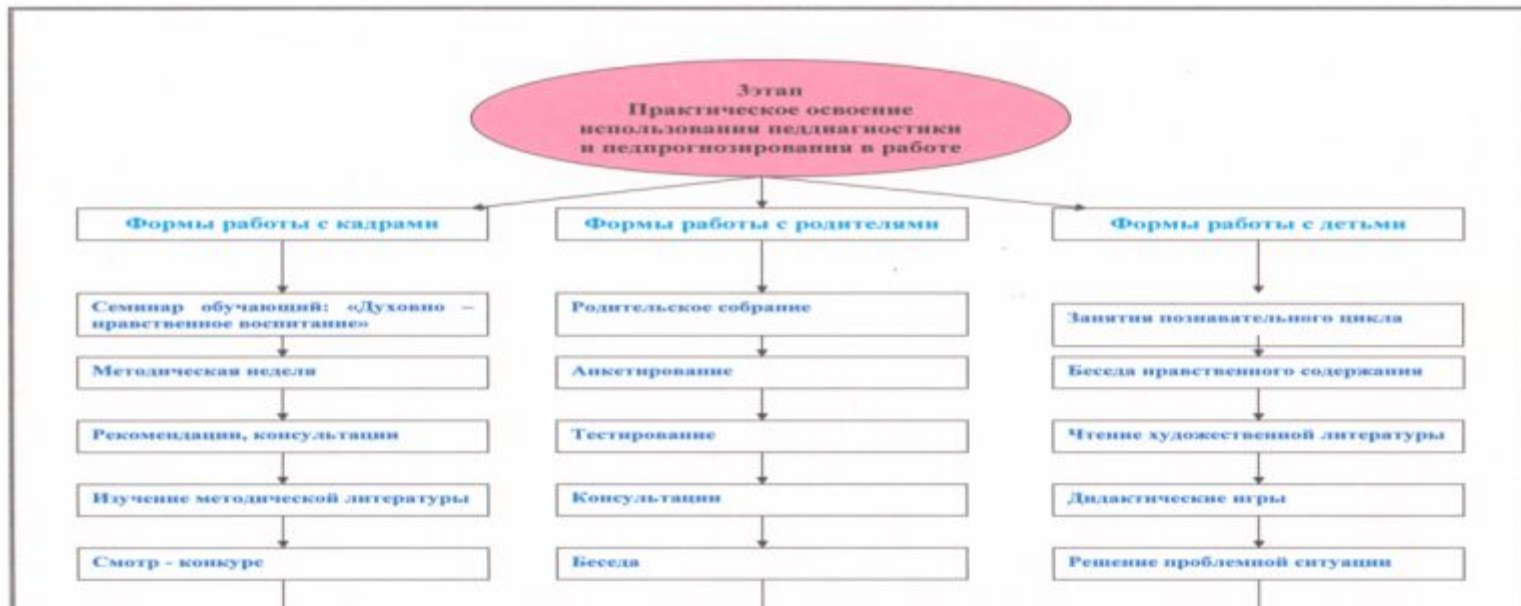 3этап
Практическое освоение
использования педдиагностики
и педпрогнозирования в работе
Формы работы с кадрами
Формы работы с родителями
Формы работы с детьми
Семинар обучающий: «Духовно –
нравственное воспитание»
Методическая неделя
Рекомендации, консультации
Изучение методической литературы
Смотр - конкурс
Родительское собрание
Анкетирование
Тестирование
Консультации
Беседа
Занятия познавательного цикла
Беседа нравственного содержания
Чтение художественной литературы
Дидактические игры
Решение проблемной ситуации